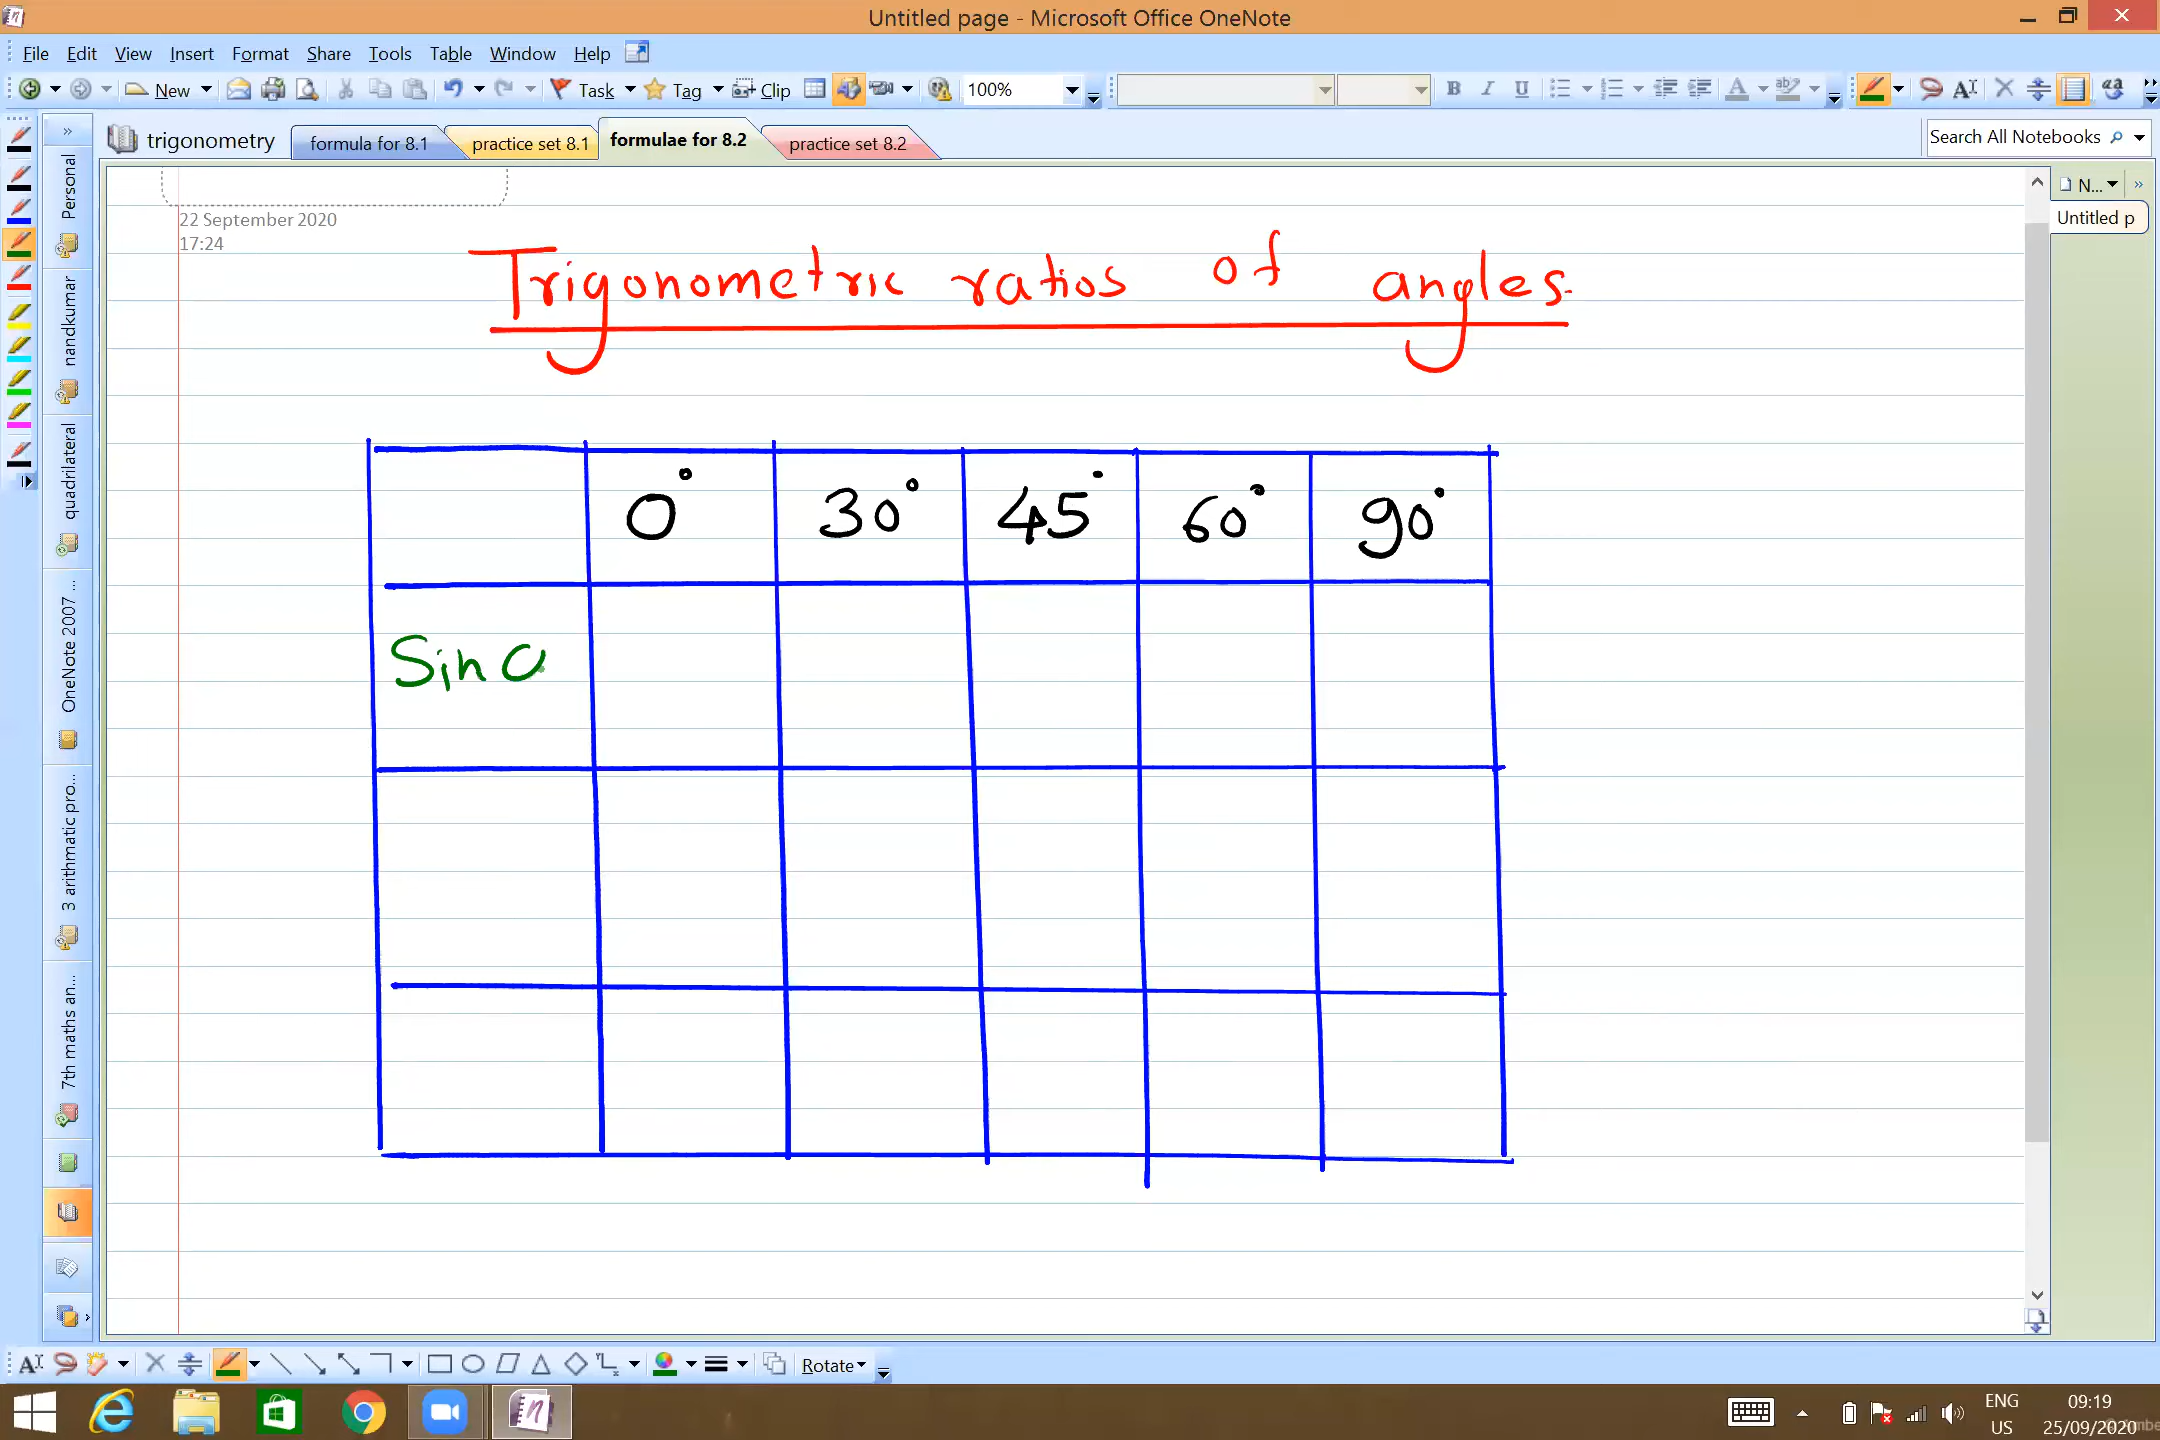 Untitled page - Microsoft Office OneNote
File Edit View Insert Format Share Tools Table Window Help
New Task Tag Clip 100% B I U
trigonometry formula for 8.1 practice set 8.1 formulae for 8.2 practice set 8.2 Search All Notebooks
N...
Untitled p
Personal
nandkumar
quadrilateral
OneNote 2007 ...
3 arithmatic pro...
7th maths an...
22 September 2020
17:24
Trigonometric ratios of angles.
0° 30° 45° 60° 90°
Sin
Rotate
ENG 09:19
US 25/09/2020